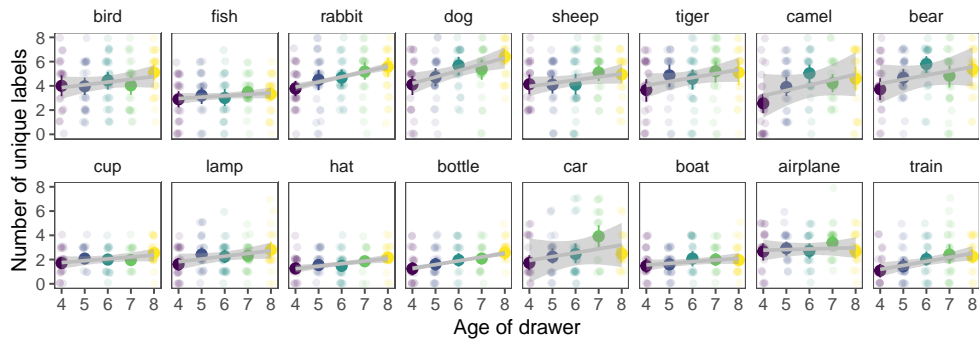 bird fish rabbit dog sheep tiger camel bear
8
6
4
2
0
cup lamp hat bottle car boat airplane train
8
6
4
2
0
4 5 6 7 8 4 5 6 7 8 4 5 6 7 8 4 5 6 7 8 4 5 6 7 8 4 5 6 7 8 4 5 6 7 8 4 5 6 7 8
Age of drawer
Number of unique labels